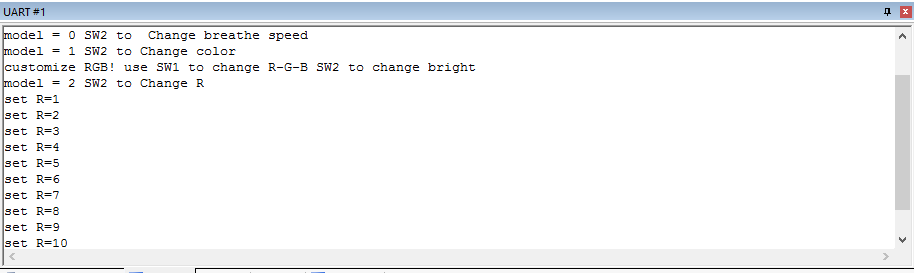 UART #1
model = 0 SW2 to  Change breathe speed
model = 1 SW2 to Change color
customize RGB! use SW1 to change R-G-B SW2 to change bright
model = 2 SW2 to Change R
set R=1
set R=2
set R=3
set R=4
set R=5
set R=6
set R=7
set R=8
set R=9
set R=10